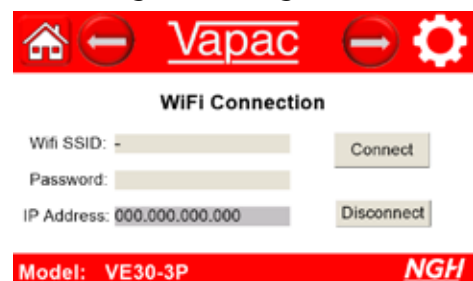 Vapac
WiFi Connection
Wifi SSID: -
Connect
Password:
IP Address: 000.000.000.000
Disconnect
Model: VE30-3P
NGH